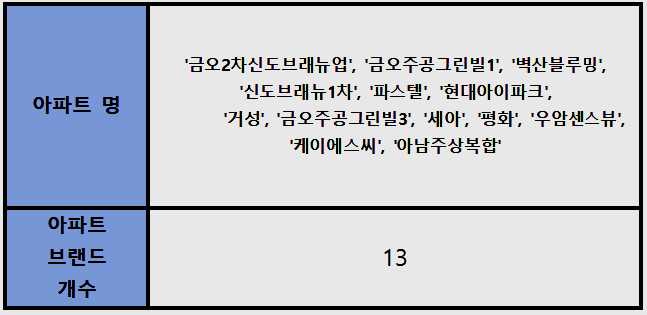 아파트 명
'금오2차신도브래뉴업', '금오주공그린빌1', '벽산블루밍',
'신도브래뉴1차', '파스텔', '현대아이파크',
'거성', '금오주공그린빌3', '세아', '평화', '우암센스뷰',
'케이에스씨', '아남주상복합'
아파트
브랜드
개수
13